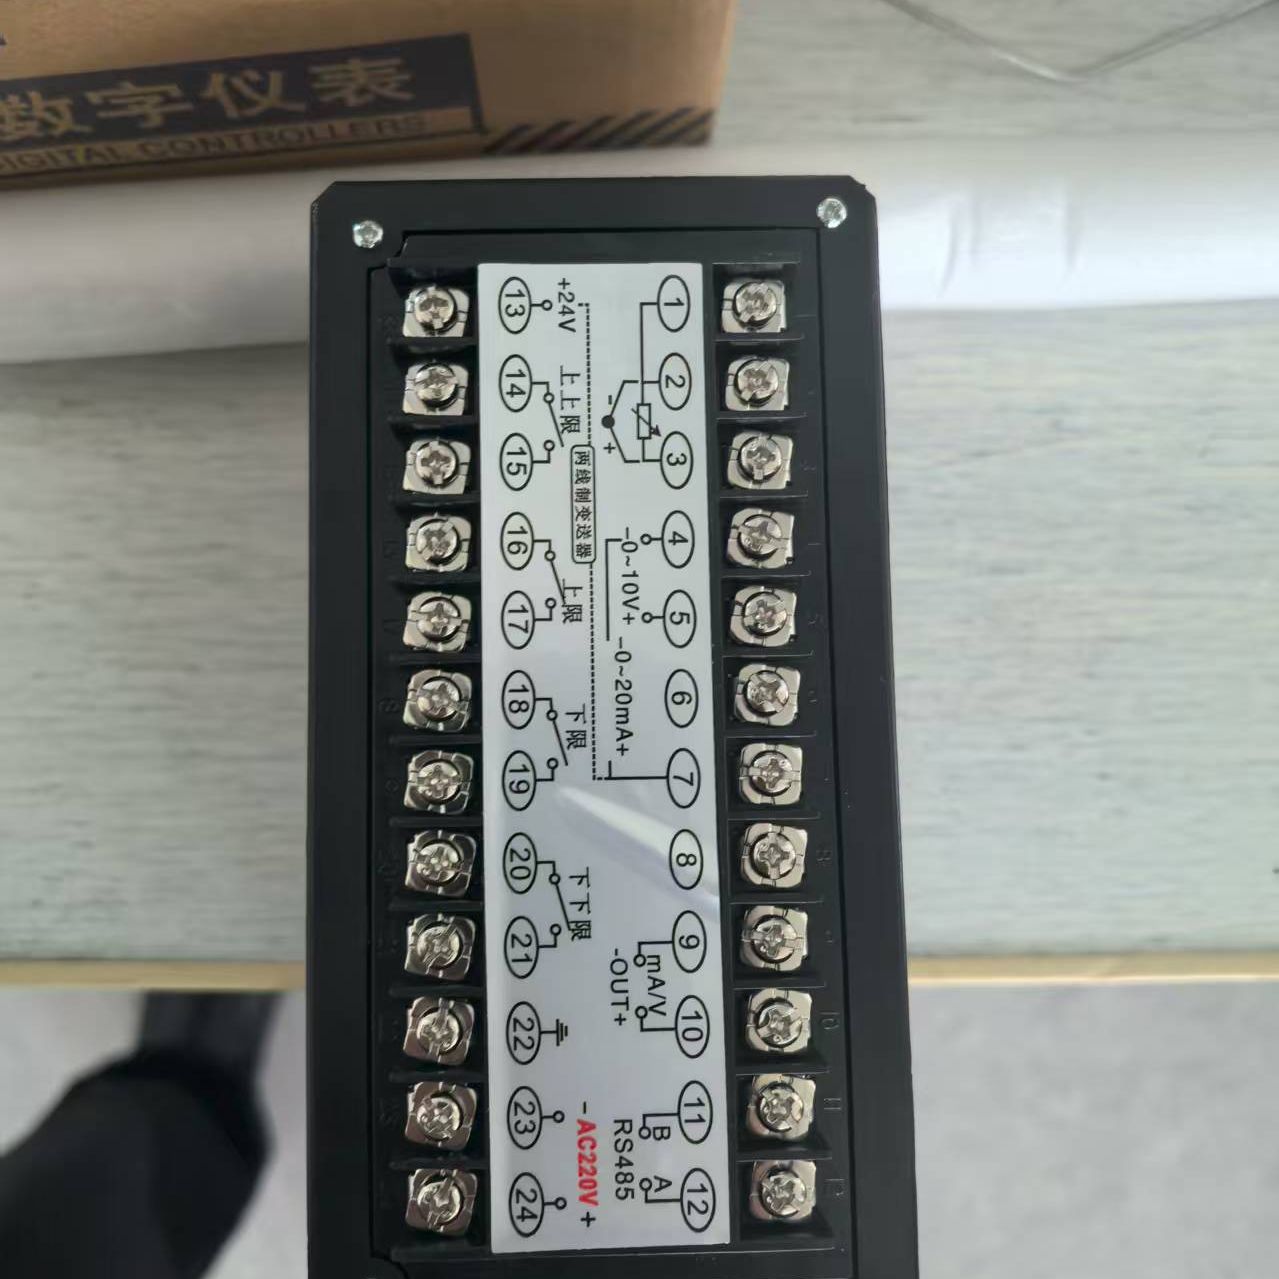 数字仪表
DIGITAL CONTROLLERS
1 2 3 4 5 6 7 8 9 10 11 12
- +
-0~10V+
-0~20mA+
mA/V
-OUT+
B A
RS485
两线制变送器
+24V
上上限
上限
下限
下下限
- AC220V +
13 14 15 16 17 18 19 20 21 22 23 24